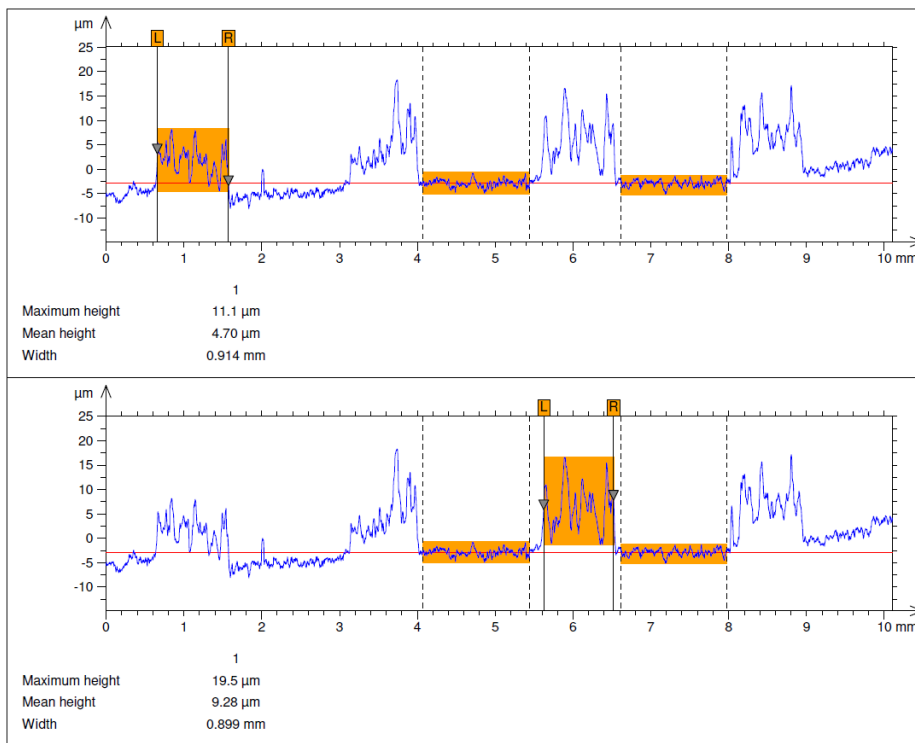 µm
L R
25
20
15
10
5
0
-5
-10
0 1 2 3 4 5 6 7 8 9 10 mm
1
Maximum height 11.1 µm
Mean height 4.70 µm
Width 0.914 mm
µm
L R
25
20
15
10
5
0
-5
-10
0 1 2 3 4 5 6 7 8 9 10 mm
1
Maximum height 19.5 µm
Mean height 9.28 µm
Width 0.899 mm